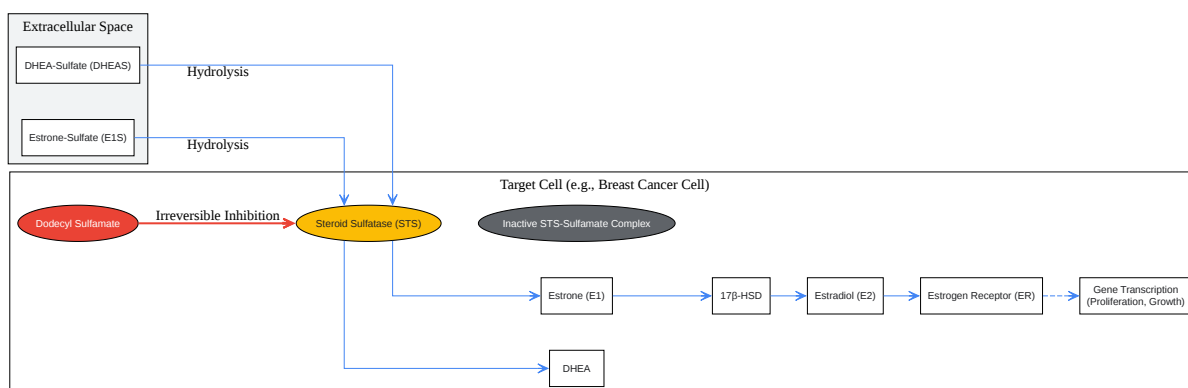 Extracellular Space
DHEA-Sulfate (DHEAS)
Hydrolysis
Estrone-Sulfate (E1S)
Hydrolysis
Target Cell (e.g., Breast Cancer Cell)
Dodecyl Sulfamate
Irreversible Inhibition
Steroid Sulfatase (STS)
Inactive STS-Sulfamate Complex
Estrone (E1)
17β-HSD
Estradiol (E2)
Estrogen Receptor (ER)
Gene Transcription
(Proliferation, Growth)
DHEA